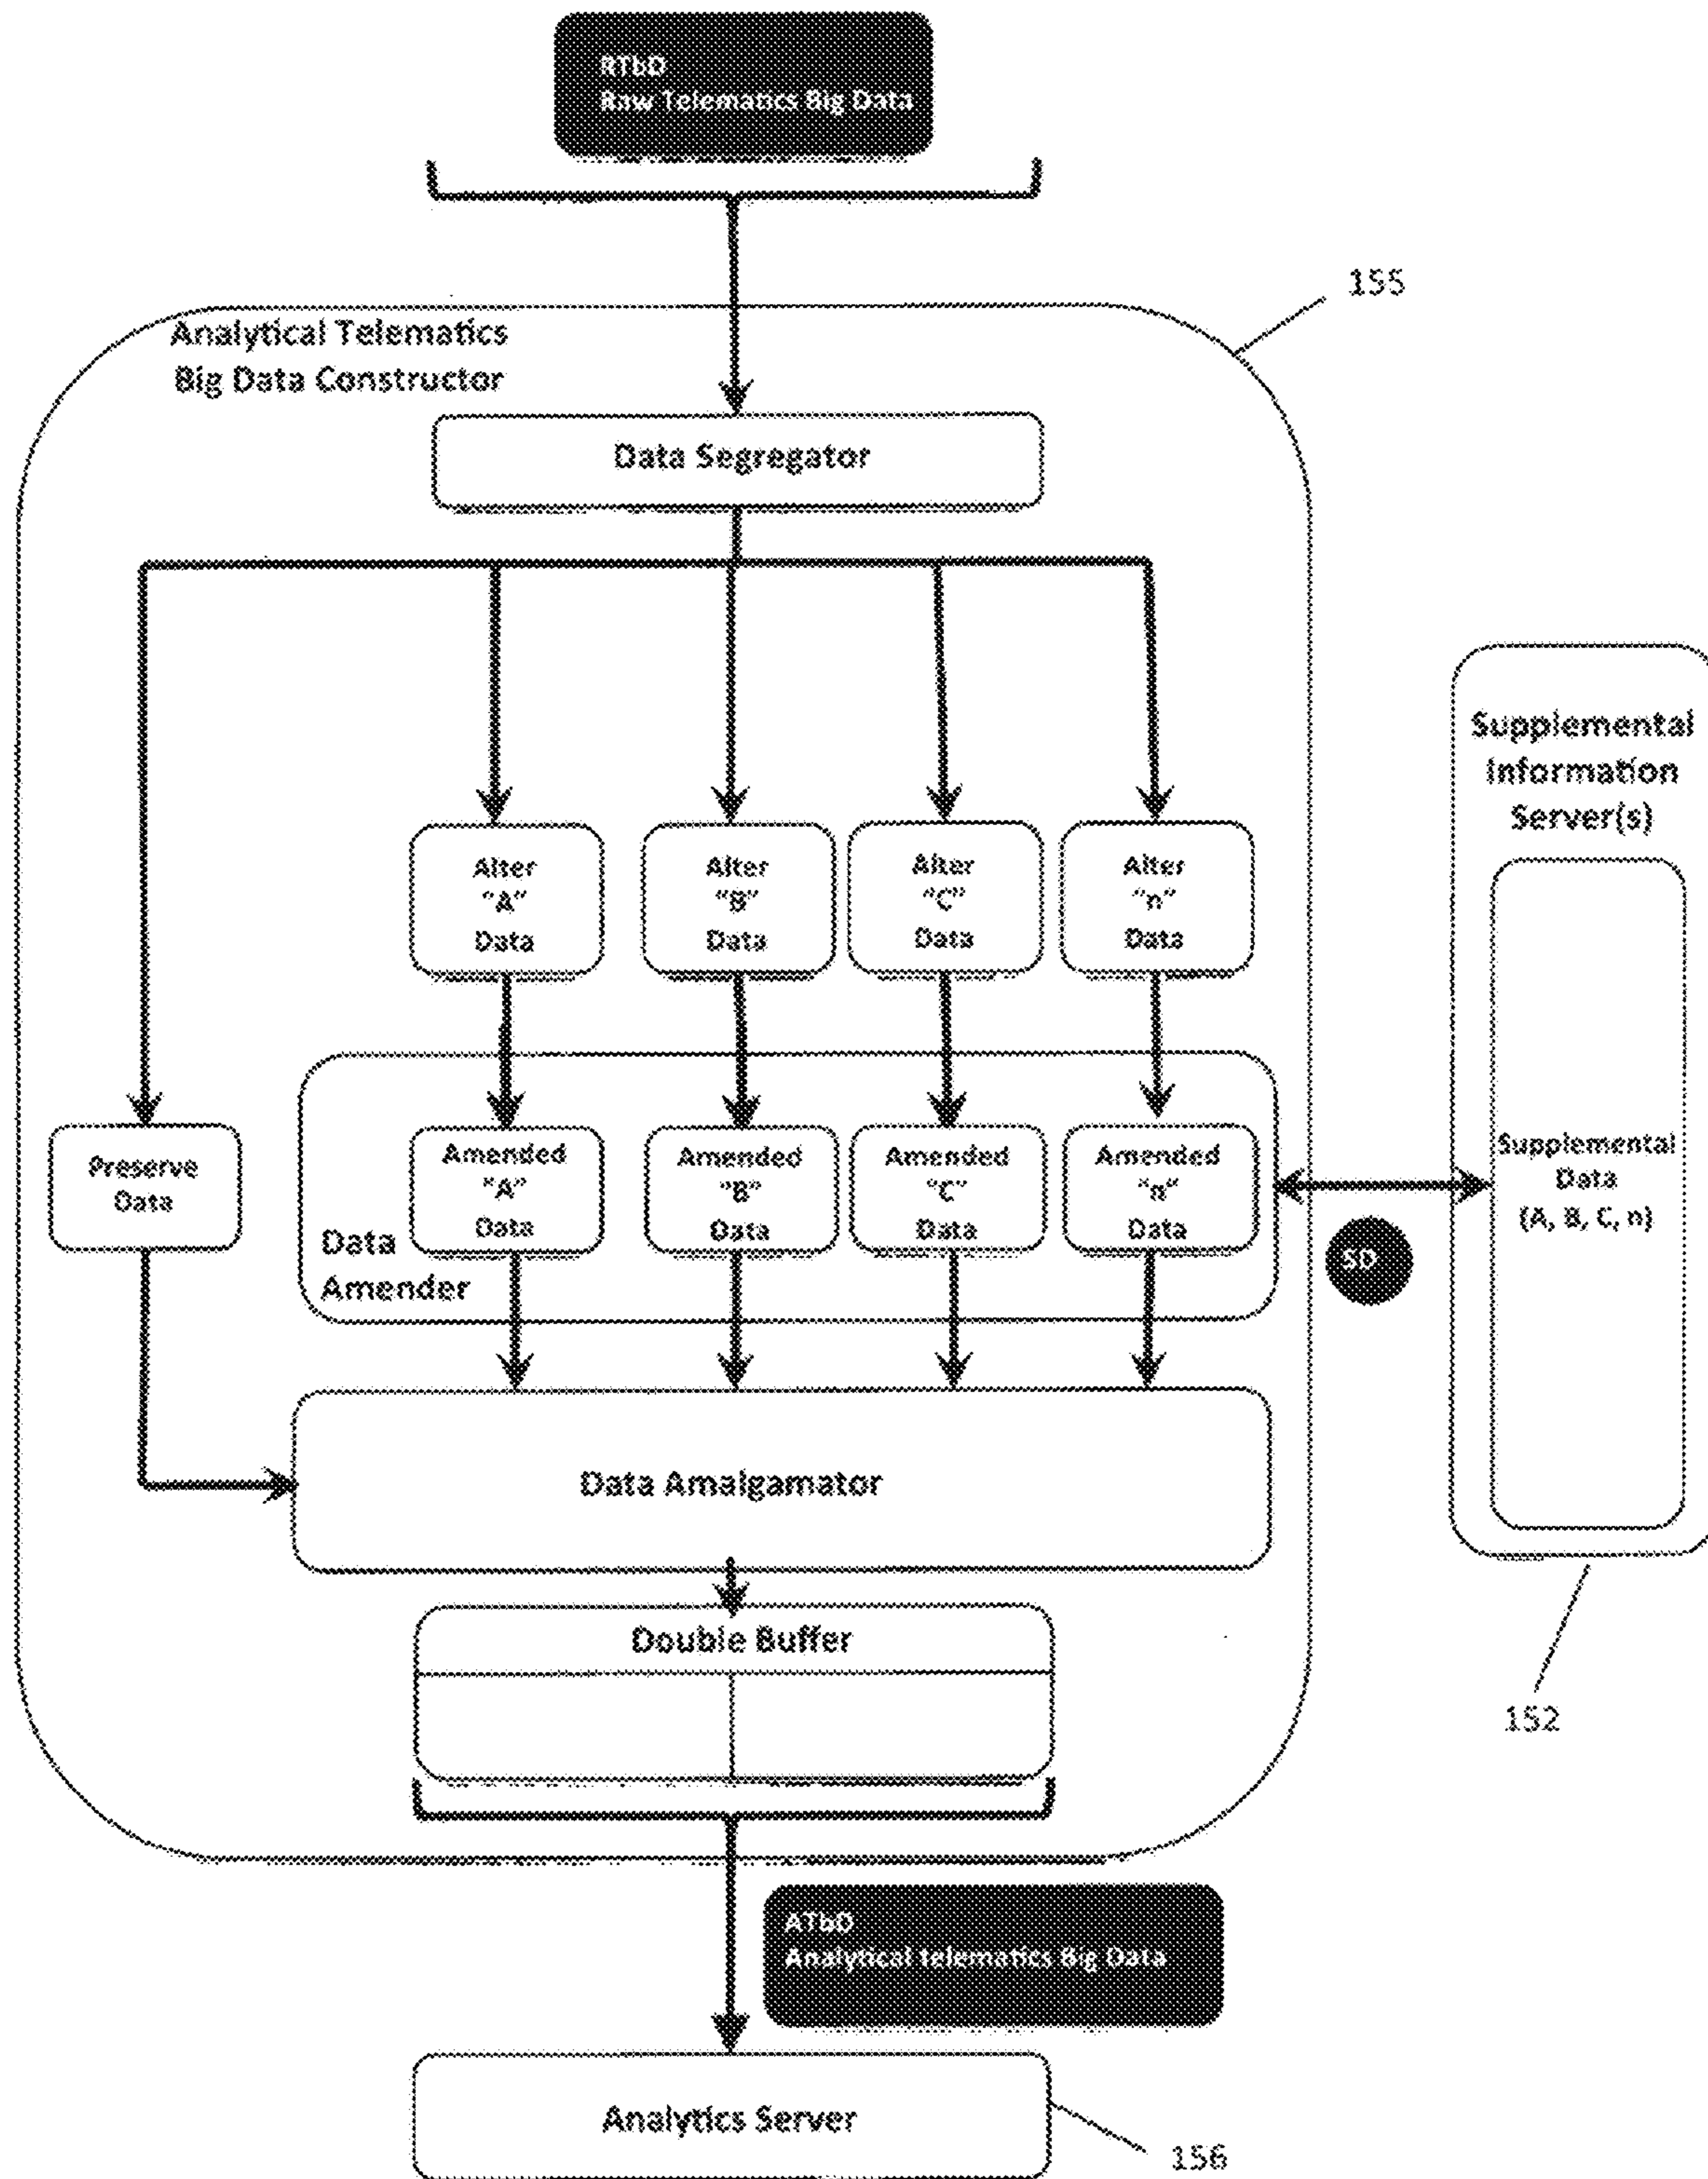 RTbD
Raw Telematics Big Data
155
Analytical Telematics
Big Data Constructor
Data Segregator
Supplemental
Information
Server(s)
Alter
"A"
Data
Alter
"B"
Data
Alter
"C"
Data
Alter
"n"
Data
Preserve
Data
Amended
"A"
Data
Amended
"B"
Data
Amended
"C"
Data
Amended
"n"
Data
Data
Amender
Supplemental
Data
(A, B, C, n)
SD
Data Amalgamator
Double Buffer
152
ATbD
Analytical telematics Big Data
Analytics Server
156